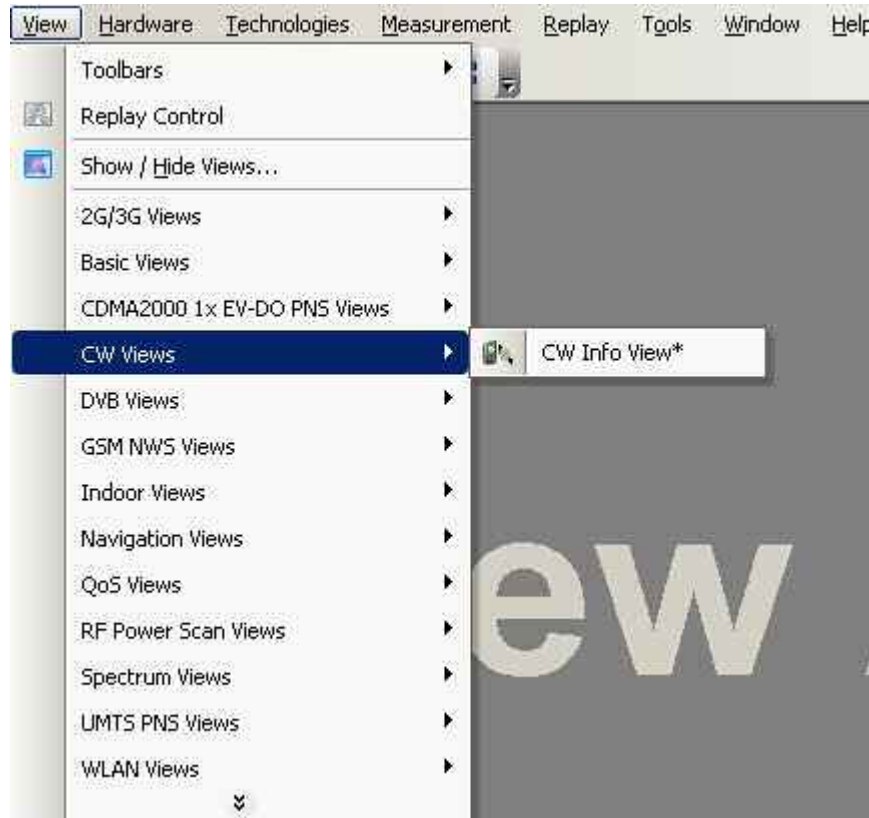 View Hardware Technologies Measurement Replay Tools Window Help
Toolbars
Replay Control
Show / Hide Views...
2G/3G Views
Basic Views
CDMA2000 1x EV-DO PNS Views
CW Views
CW Info View*
DVB Views
GSM NWS Views
Indoor Views
Navigation Views
QoS Views
RF Power Scan Views
Spectrum Views
UMTS PNS Views
WLAN Views
ew